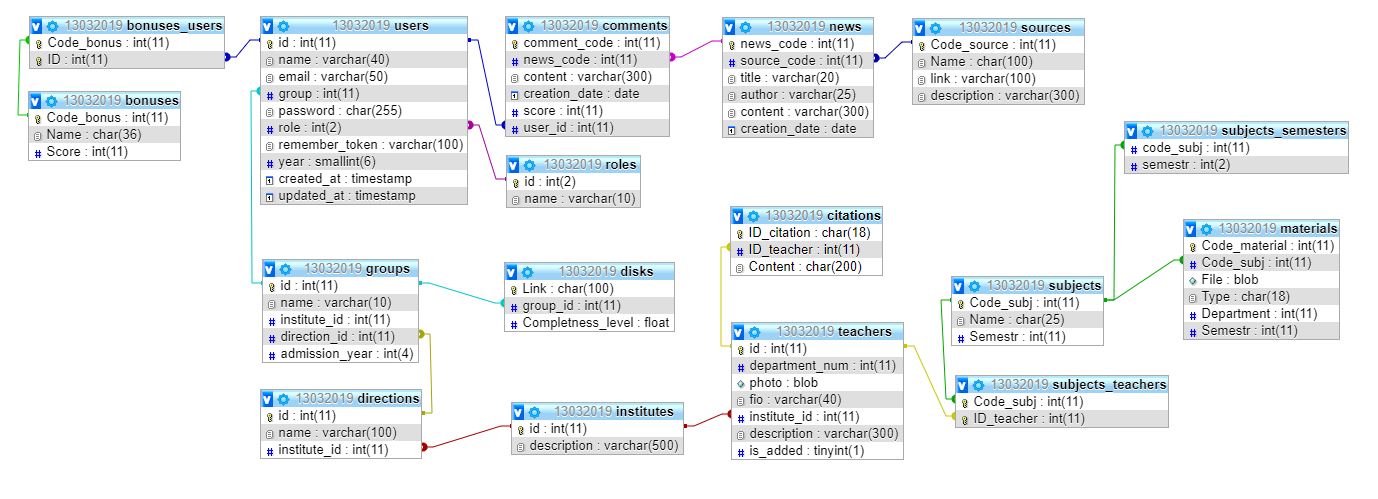 13032019 bonuses_users
Code_bonus : int(11)
ID : int(11)
13032019 bonuses
Code_bonus : int(11)
Name : char(36)
Score : int(11)
13032019 users
id : int(11)
name : varchar(40)
email : varchar(50)
group : int(11)
password : char(255)
role : int(2)
remember_token : varchar(100)
year : smallint(6)
created_at : timestamp
updated_at : timestamp
13032019 comments
comment_code : int(11)
news_code : int(11)
content : varchar(300)
creation_date : date
score : int(11)
user_id : int(11)
13032019 roles
id : int(2)
name : varchar(10)
13032019 news
news_code : int(11)
source_code : int(11)
title : varchar(20)
author : varchar(25)
content : varchar(300)
creation_date : date
13032019 sources
Code_source : int(11)
Name : char(100)
link : varchar(100)
description : varchar(300)
13032019 subjects_semesters
code_subj : int(11)
semestr : int(2)
13032019 citations
ID_citation : char(18)
ID_teacher : int(11)
Content : char(200)
13032019 materials
Code_material : int(11)
Code_subj : int(11)
File : blob
Type : char(18)
Department : int(11)
Semestr : int(11)
13032019 groups
id : int(11)
name : varchar(10)
institute_id : int(11)
direction_id : int(11)
admission_year : int(4)
13032019 disks
Link : char(100)
group_id : int(11)
Completness_level : float
13032019 subjects
Code_subj : int(11)
Name : char(25)
Semestr : int(11)
13032019 teachers
id : int(11)
department_num : int(11)
photo : blob
fio : varchar(40)
institute_id : int(11)
description : varchar(300)
is_added : tinyint(1)
13032019 directions
id : int(11)
name : varchar(100)
institute_id : int(11)
13032019 institutes
id : int(11)
description : varchar(500)
13032019 subjects_teachers
Code_subj : int(11)
ID_teacher : int(11)